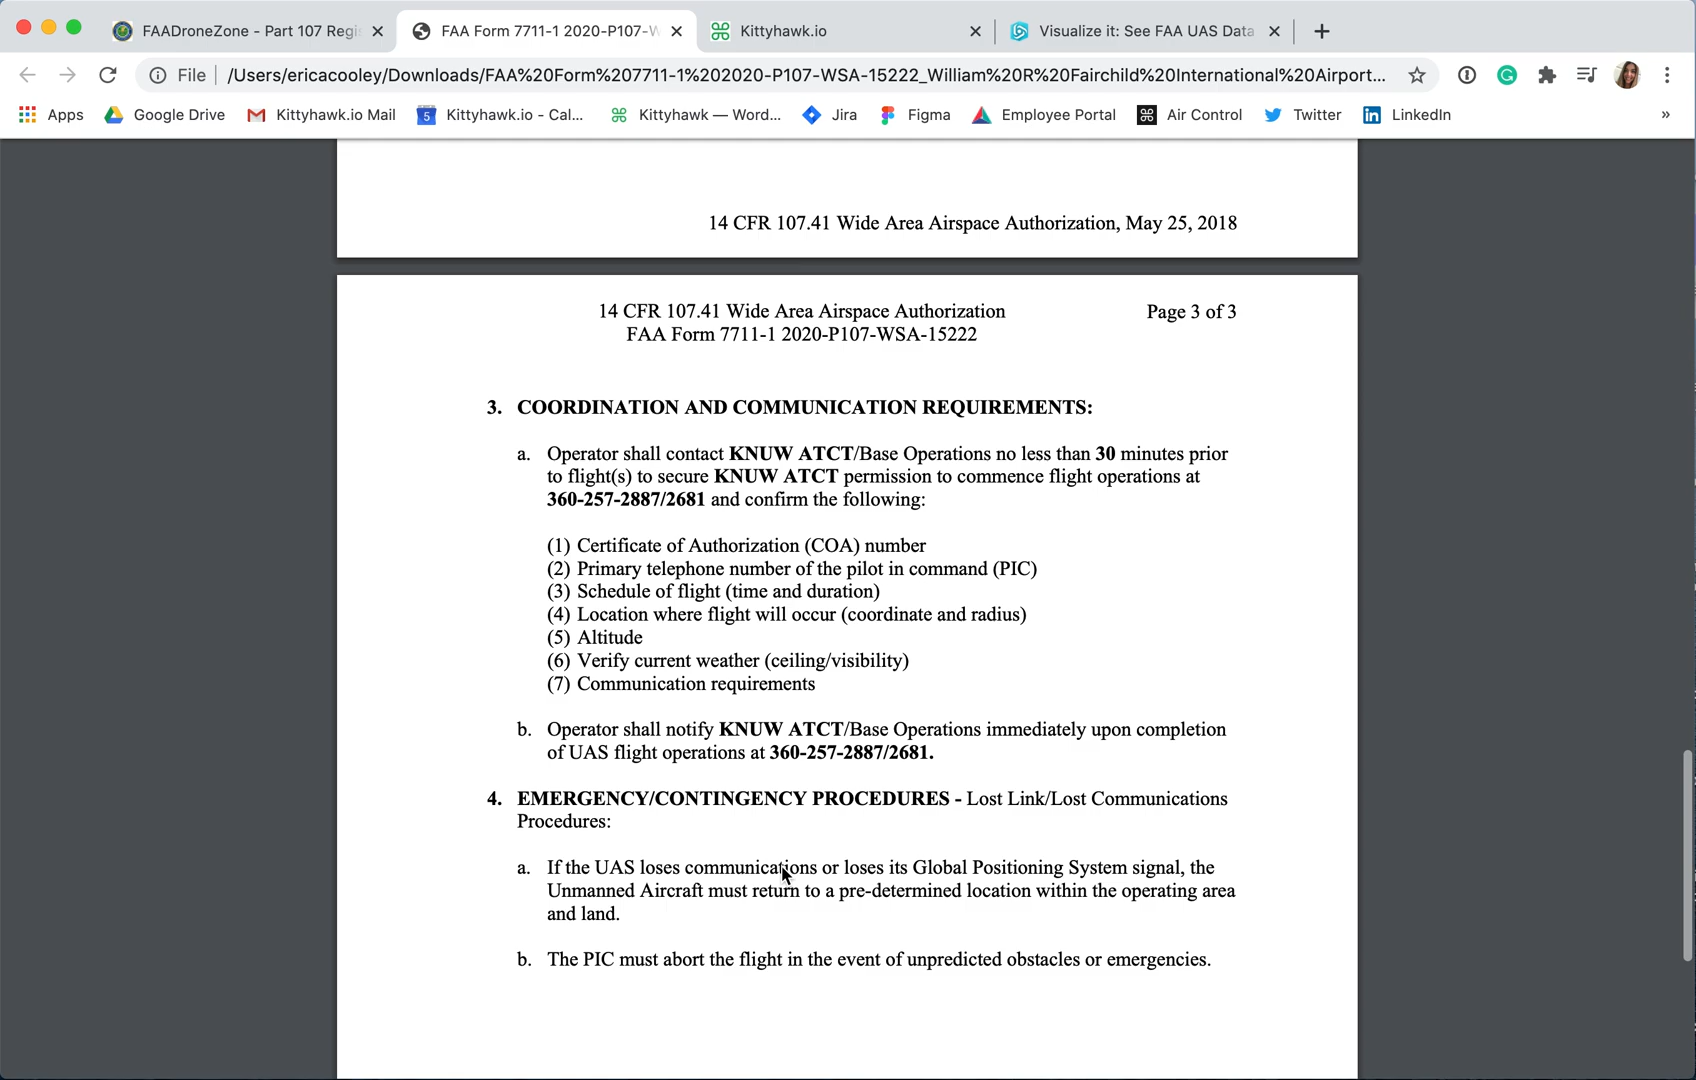 FAADroneZone - Part 107 Regi
FAA Form 7711-1 2020-P107-W
Kittyhawk.io
Visualize it: See FAA UAS Data
File
/Users/ericacooley/Downloads/FAA%20Form%207711-1%202020-P107-WSA-15222_William%20R%20Fairchild%20International%20Airport...
Apps
Google Drive
Kittyhawk.io Mail
5
Kittyhawk.io - Cal...
Kittyhawk — Word...
Jira
Figma
Employee Portal
Air Control
Twitter
LinkedIn
»
14 CFR 107.41 Wide Area Airspace Authorization, May 25, 2018
14 CFR 107.41 Wide Area Airspace Authorization
Page 3 of 3
FAA Form 7711-1 2020-P107-WSA-15222
3. COORDINATION AND COMMUNICATION REQUIREMENTS:
a. Operator shall contact KNUW ATCT/Base Operations no less than 30 minutes prior
to flight(s) to secure KNUW ATCT permission to commence flight operations at
360-257-2887/2681 and confirm the following:
(1) Certificate of Authorization (COA) number
(2) Primary telephone number of the pilot in command (PIC)
(3) Schedule of flight (time and duration)
(4) Location where flight will occur (coordinate and radius)
(5) Altitude
(6) Verify current weather (ceiling/visibility)
(7) Communication requirements
b. Operator shall notify KNUW ATCT/Base Operations immediately upon completion
of UAS flight operations at 360-257-2887/2681.
4. EMERGENCY/CONTINGENCY PROCEDURES - Lost Link/Lost Communications
Procedures:
a. If the UAS loses communications or loses its Global Positioning System signal, the
Unmanned Aircraft must return to a pre-determined location within the operating area
and land.
b. The PIC must abort the flight in the event of unpredicted obstacles or emergencies.